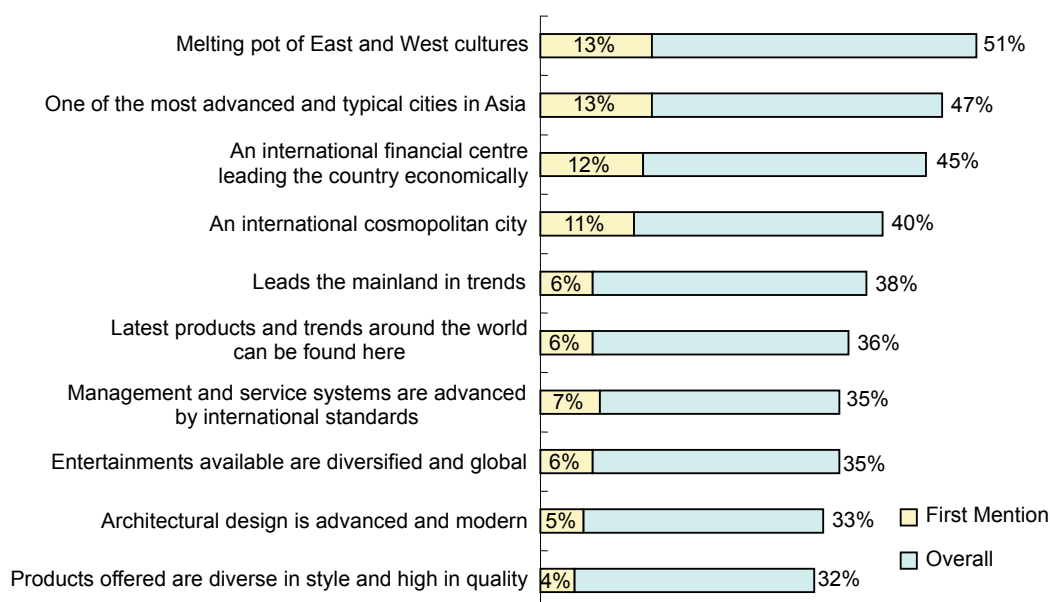 Melting pot of East and West cultures 13% 51%
One of the most advanced and typical cities in Asia 13% 47%
An international financial centre
leading the country economically 12% 45%
An international cosmopolitan city 11% 40%
Leads the mainland in trends 6% 38%
Latest products and trends around the world
can be found here 6% 36%
Management and service systems are advanced
by international standards 7% 35%
Entertainments available are diversified and global 6% 35%
Architectural design is advanced and modern 5% 33%
Products offered are diverse in style and high in quality 4% 32%
First Mention
Overall